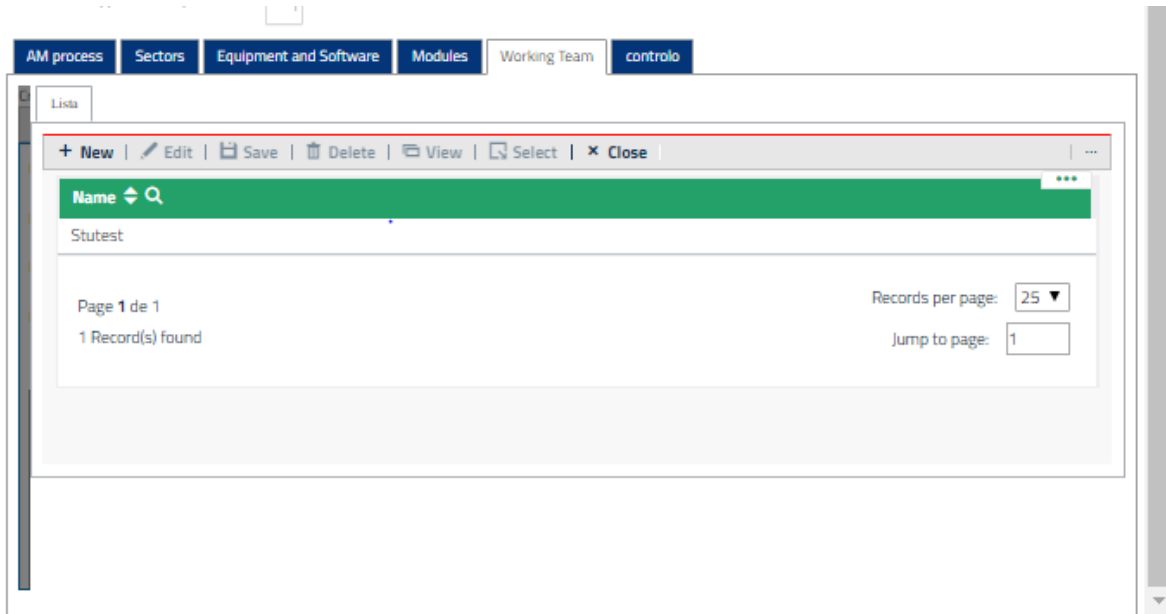 AM process Sectors Equipment and Software Modules Working Team controlo
Lista
+ New | Edit | Save | Delete | View | Select | × Close | ...
Name
Stutest
Page 1 de 1
Records per page: 25
1 Record(s) found
Jump to page: 1